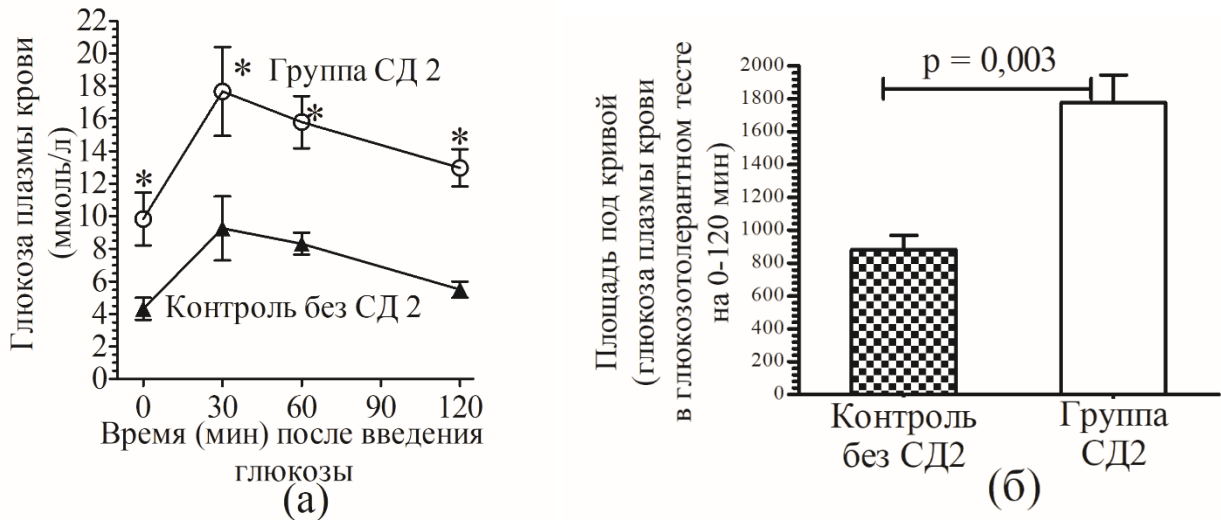 Глюкоза плазмы крови
(ммоль/л)
22
20
18
16
14
12
10
8
6
4
2
0
*
*
*
*
Группа СД 2
Контроль без СД 2
0 30 60 90 120
Время (мин) после введения
глюкозы
(а)
Площадь под кривой
(глюкоза плазмы крови
в глюкозотолерантном тесте
на 0-120 мин)
2000
1800
1600
1400
1200
1000
800
600
400
200
0
p = 0,003
Контроль
без СД2
Группа
СД2
(б)